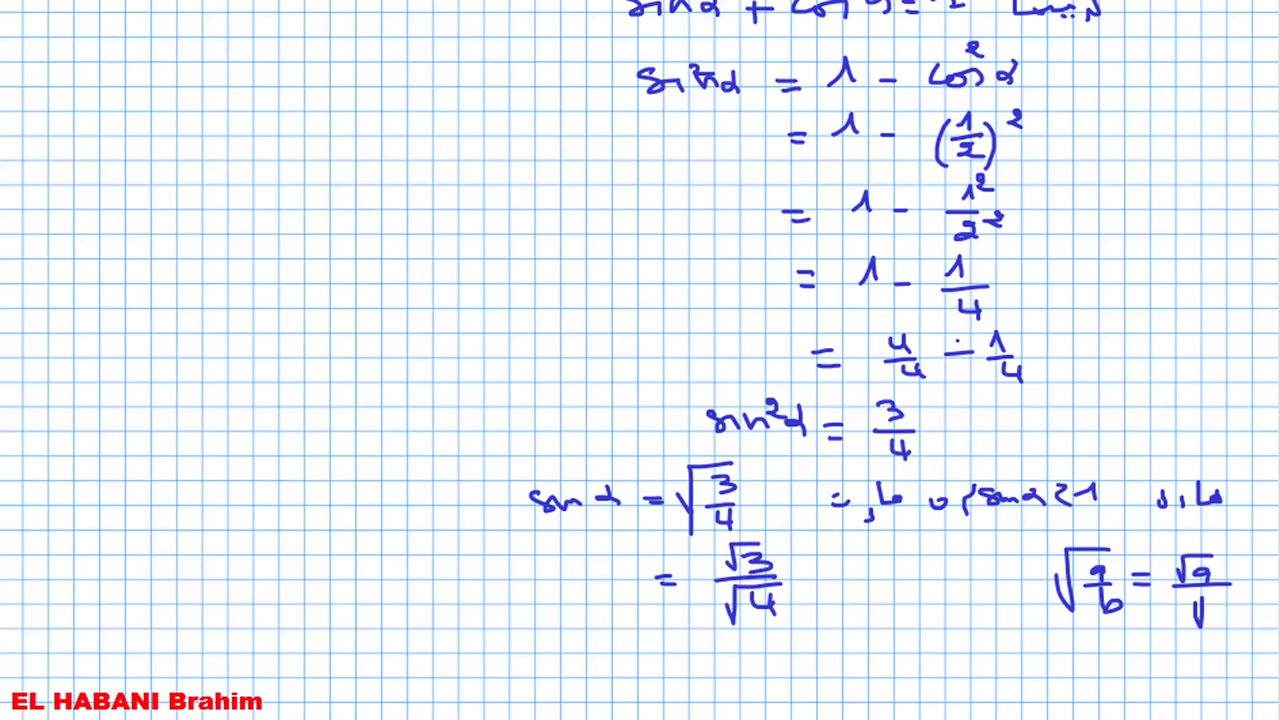 sin²α = 1 - cos²α
= 1 - (1/2)²
= 1 - 1²/2²
= 1 - 1/4
= 4/4 - 1/4
sin²α = 3/4
sin α = √(3/4)
= √3/√4
√(a/b) = √a/√
EL HABANI Brahim